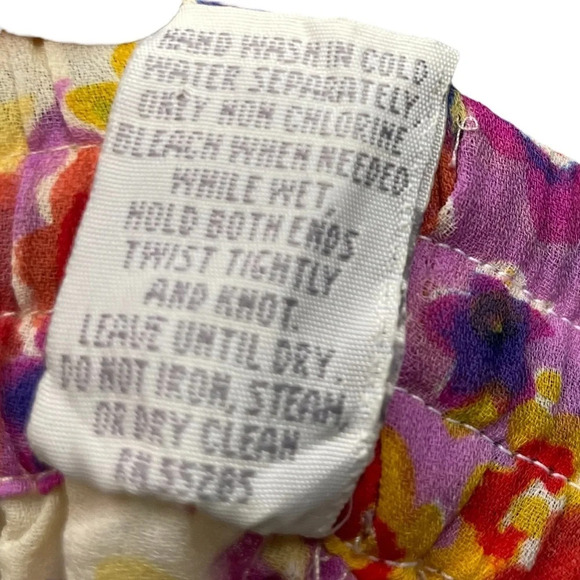 HAND WASH IN COLD
WATER SEPARATELY,
ONLY NON CHLORINE
BLEACH WHEN NEEDED
WHILE WET,
HOLD BOTH ENDS
TWIST TIGHTLY
AND KNOT.
LEAVE UNTIL DRY.
DO NOT IRON, STEAM
OR DRY CLEAN
RN 55285